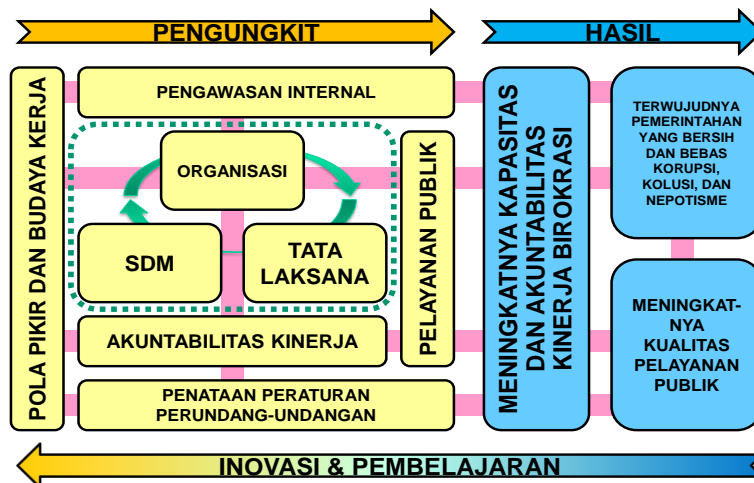 PENGUNGKIT
HASIL
POLA PIKIR DAN BUDAYA KERJA
PENGAWASAN INTERNAL
ORGANISASI
SDM
TATA
LAKSANA
AKUNTABILITAS KINERJA
PENATAAN PERATURAN
PERUNDANG-UNDANGAN
PELAYANAN PUBLIK
MENINGKATNYA KAPASITAS
DAN AKUNTABILITAS
KINERJA BIROKRASI
TERWUJUDNYA
PEMERINTAHAN
YANG BERSIH
DAN BEBAS
KORUPSI,
KOLUSI, DAN
NEPOTISME
MENINGKAT-
NYA
KUALITAS
PELAYANAN
PUBLIK
INOVASI & PEMBELAJARAN